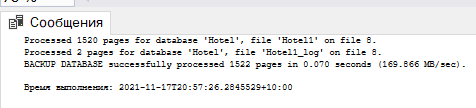 Сообщения
Processed 1520 pages for database 'Hotel', file 'Hotel1' on file 8.
Processed 2 pages for database 'Hotel', file 'Hotel1_log' on file 8.
BACKUP DATABASE successfully processed 1522 pages in 0.070 seconds (169.866 MB/sec).
Время выполнения: 2021-11-17T20:57:26.2845529+10:00